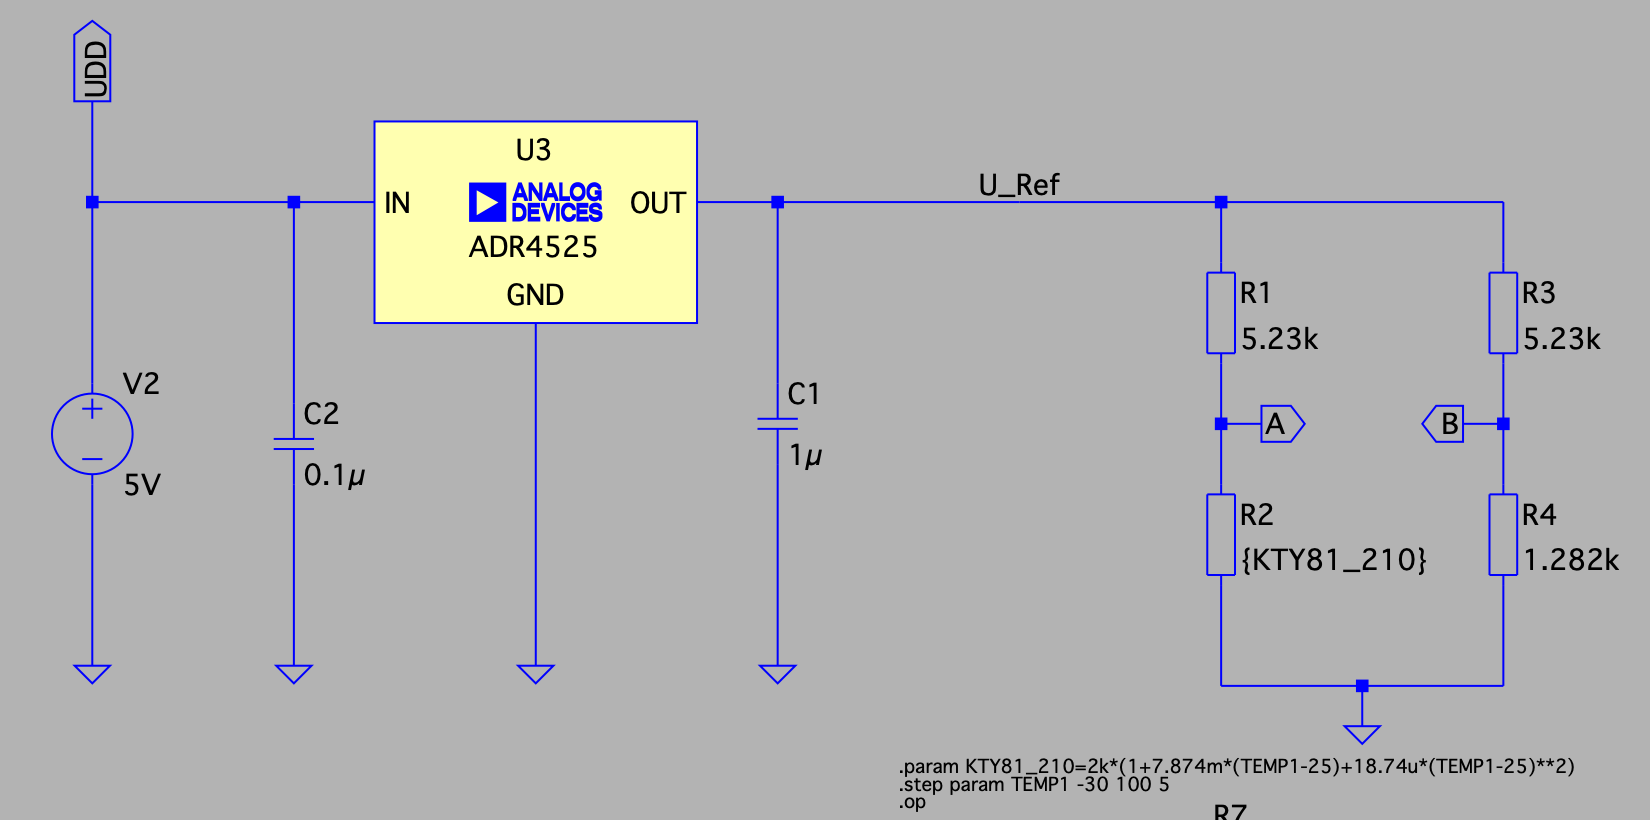 UDD
U3
IN
ANALOG
DEVICES
OUT
ADR4525
GND
U_Ref
V2
5V
C2
0.1µ
C1
1µ
R1
5.23k
R3
5.23k
A
B
R2
{KTY81_210}
R4
1.282k
.param KTY81_210=2k*(1+7.874m*(TEMP1-25)+18.74u*(TEMP1-25)**2)
.step param TEMP1 -30 100 5
.op
R7